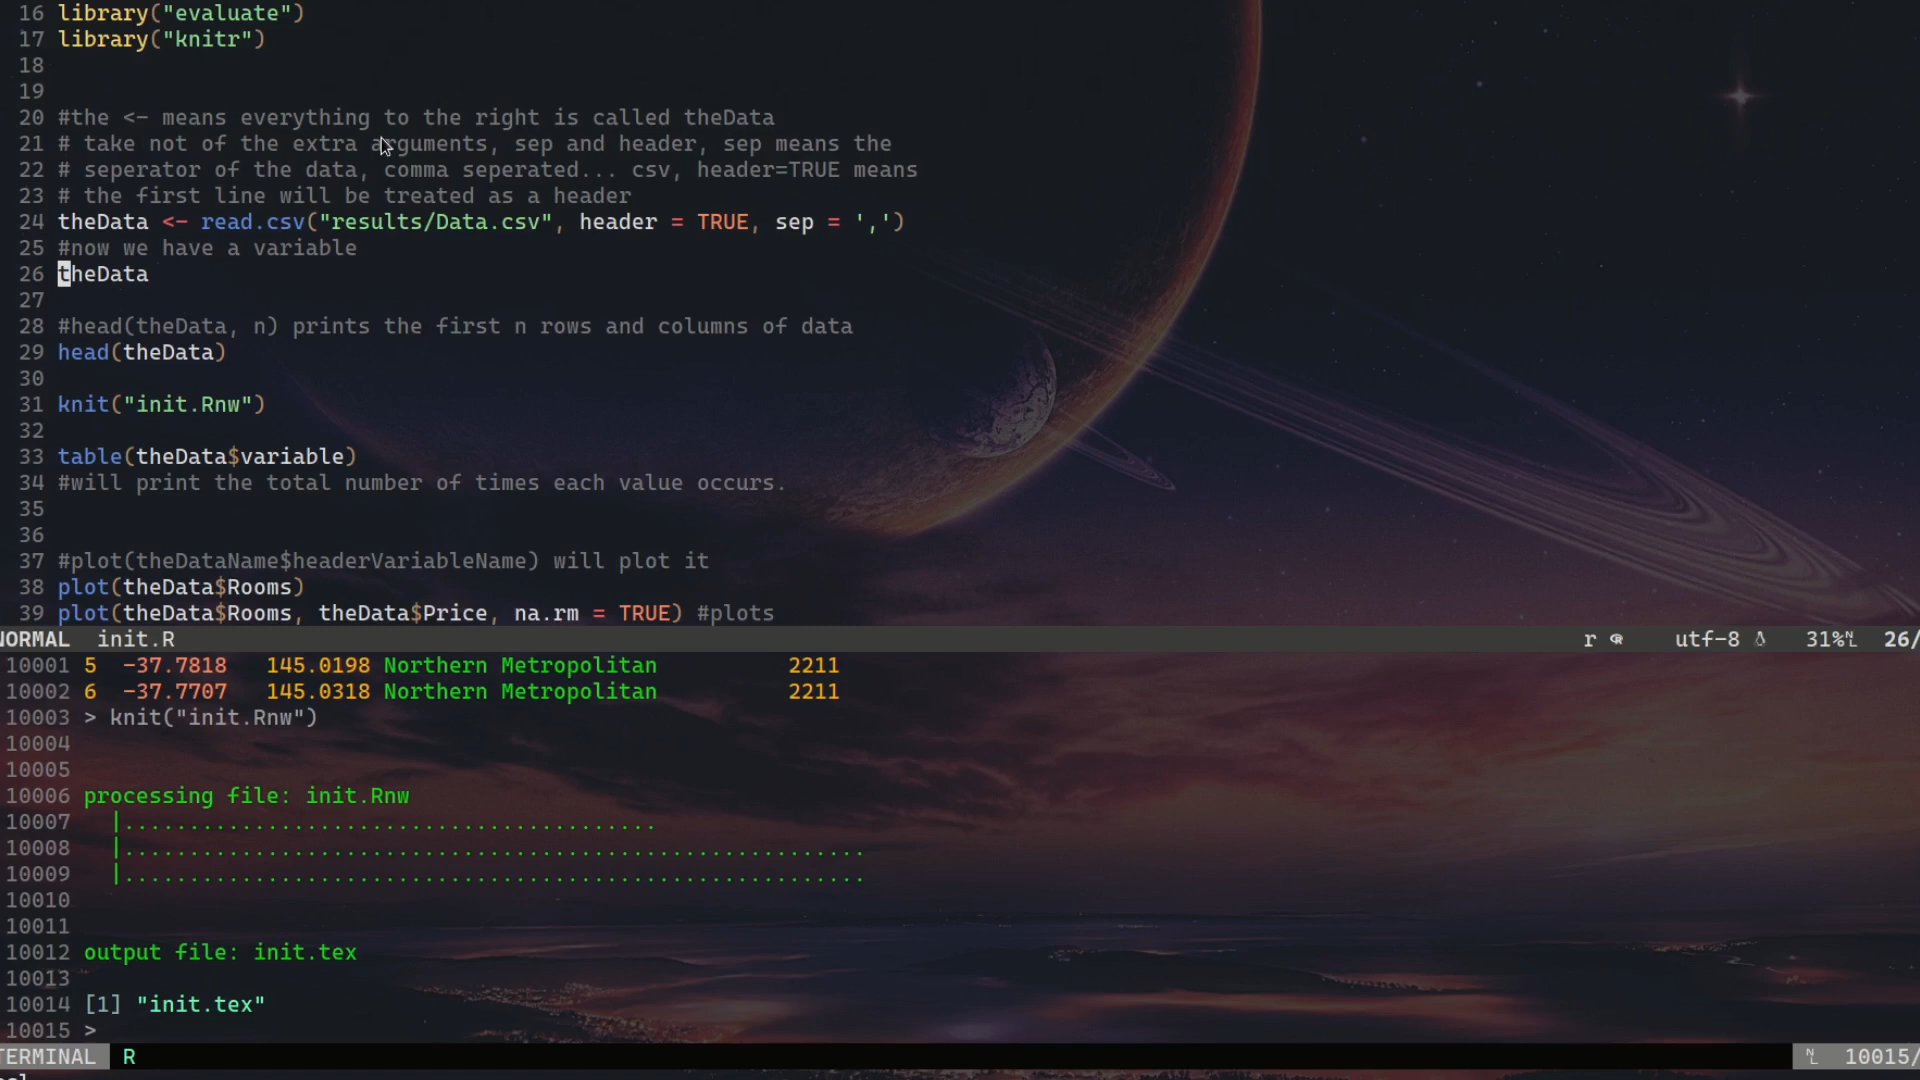 16 library("evaluate")
17 library("knitr")
18
19
20 #the <- means everything to the right is called theData
21 # take not of the extra arguments, sep and header, sep means the
22 # seperator of the data, comma seperated... csv, header=TRUE means
23 # the first line will be treated as a header
24 theData <- read.csv("results/Data.csv", header = TRUE, sep = ',')
25 #now we have a variable
26 theData
27
28 #head(theData, n) prints the first n rows and columns of data
29 head(theData)
30
31 knit("init.Rnw")
32
33 table(theData$variable)
34 #will print the total number of times each value occurs.
35
36
37 #plot(theDataName$headerVariableName) will plot it
38 plot(theData$Rooms)
39 plot(theData$Rooms, theData$Price, na.rm = TRUE) #plots
NORMAL init.R r utf-8 31% 26/
10001 5 -37.7818 145.0198 Northern Metropolitan 2211
10002 6 -37.7707 145.0318 Northern Metropolitan 2211
10003 > knit("init.Rnw")
10004
10005
10006 processing file: init.Rnw
10007 |.........................................
10008 |.........................................................
10009 |.........................................................
10010
10011
10012 output file: init.tex
10013
10014 [1] "init.tex"
10015 >
TERMINAL R 10015/